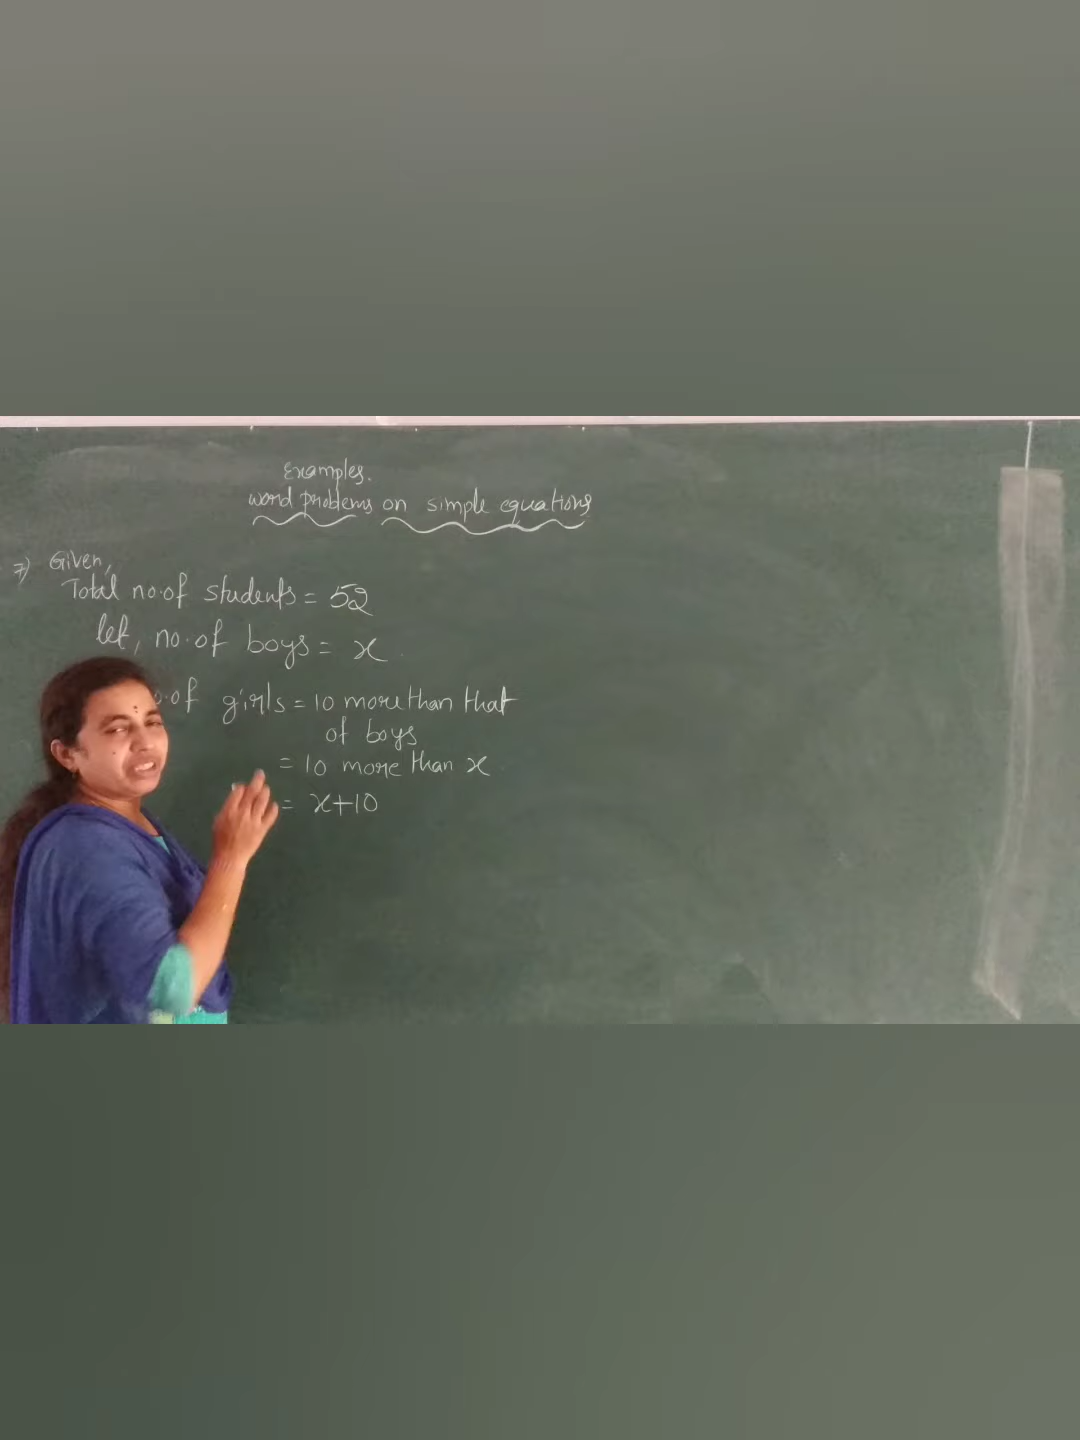 Examples.
word problems on simple equations
7) Given,
Total no.of students = 52
let, no.of boys = x.
girls = 10 more than that
of boys
= 10 more than x.
= x+10